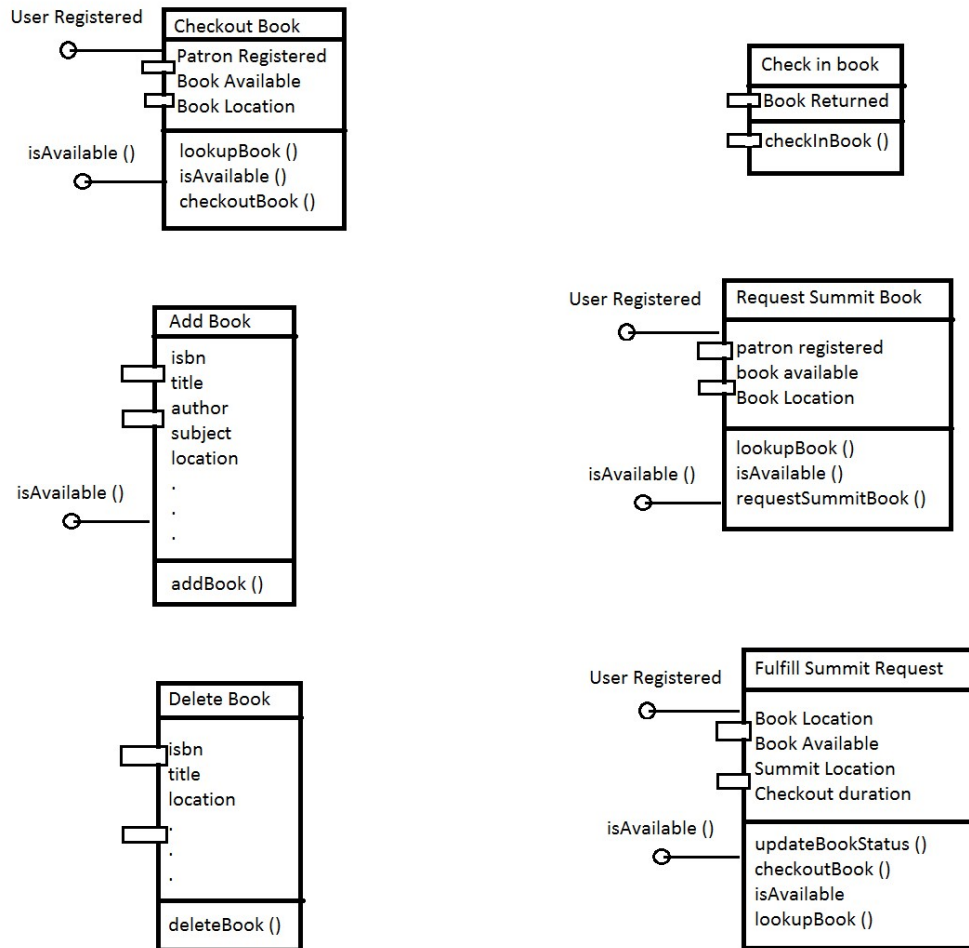 User Registered
Checkout Book
Patron Registered
Book Available
Book Location
isAvailable ()
lookupBook ()
isAvailable ()
checkoutBook ()
Check in book
Book Returned
checkInBook ()
Add Book
isbn
title
author
subject
location
.
.
.
isAvailable ()
addBook ()
User Registered
Request Summit Book
patron registered
book available
Book Location
isAvailable ()
lookupBook ()
isAvailable ()
requestSummitBook ()
Delete Book
isbn
title
location
.
.
.
deleteBook ()
User Registered
Fulfill Summit Request
Book Location
Book Available
Summit Location
Checkout duration
isAvailable ()
updateBookStatus ()
checkoutBook ()
isAvailable
lookupBook ()